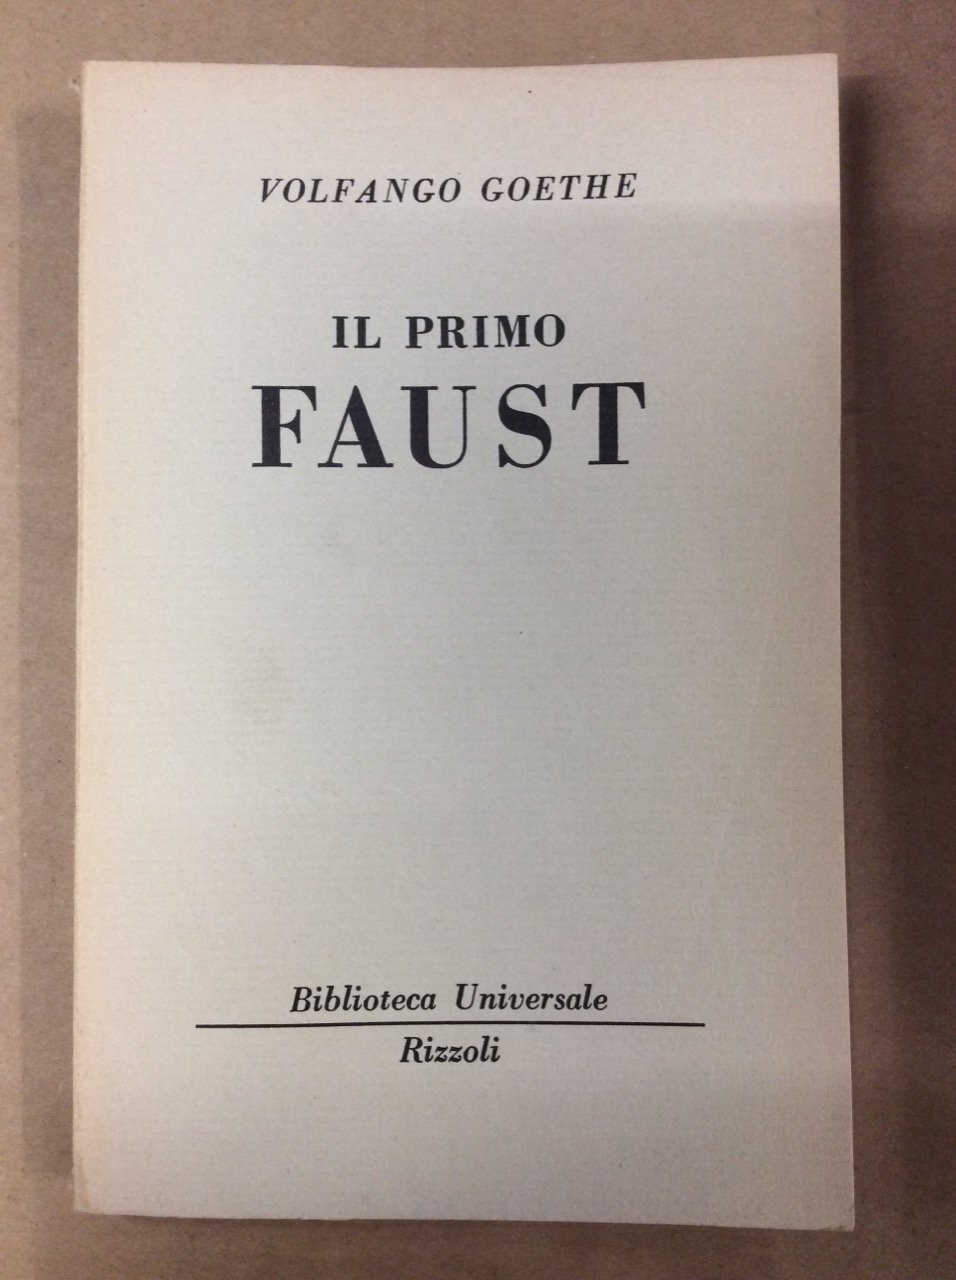 VOLFANGO GOETHE
IL PRIMO
FAUST
Biblioteca Universale
Rizzoli